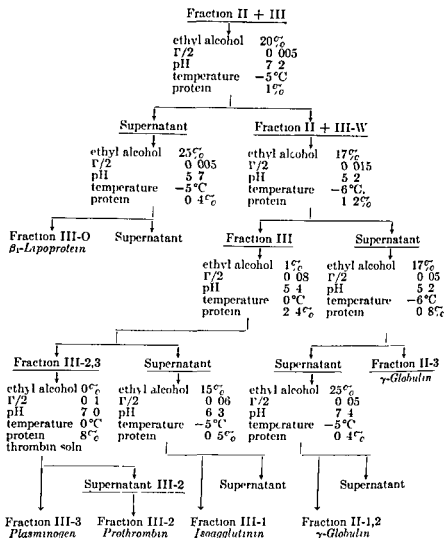 Fraction II + III
ethyl alcohol 20%
Γ/2 0 005
pH 7 2
temperature −5°C
protein 1%
Supernatant
ethyl alcohol 25%
Γ/2 0 005
pH 5 7
temperature −5°C
protein 0 4%
Fraction II + III-W
ethyl alcohol 17%
Γ/2 0 015
pH 5 2
temperature −6°C.
protein 1 2%
Fraction III-O
β₁-Lipoprotein
Supernatant
Fraction III
ethyl alcohol 1%
Γ/2 0 08
pH 5 4
temperature 0°C
protein 2 4%
Supernatant
ethyl alcohol 17%
Γ/2 0 05
pH 5 2
temperature −6°C
protein 0 8%
Fraction III-2,3
ethyl alcohol 0%
Γ/2 0 1
pH 7 0
temperature 0°C
protein 8%
thrombin soln
Supernatant
ethyl alcohol 15%
Γ/2 0 06
pH 6 3
temperature −5°C
protein 0 5%
Supernatant
ethyl alcohol 25%
Γ/2 0 05
pH 7 4
temperature −5°C
protein 0 4%
Fraction II-3
γ-Globulin
Supernatant III-2
Supernatant
Supernatant
Fraction III-3
Plasminogen
Fraction III-2
Prothrombin
Fraction III-1
Isoagglutinin
Fraction II-1,2
γ-Globulin